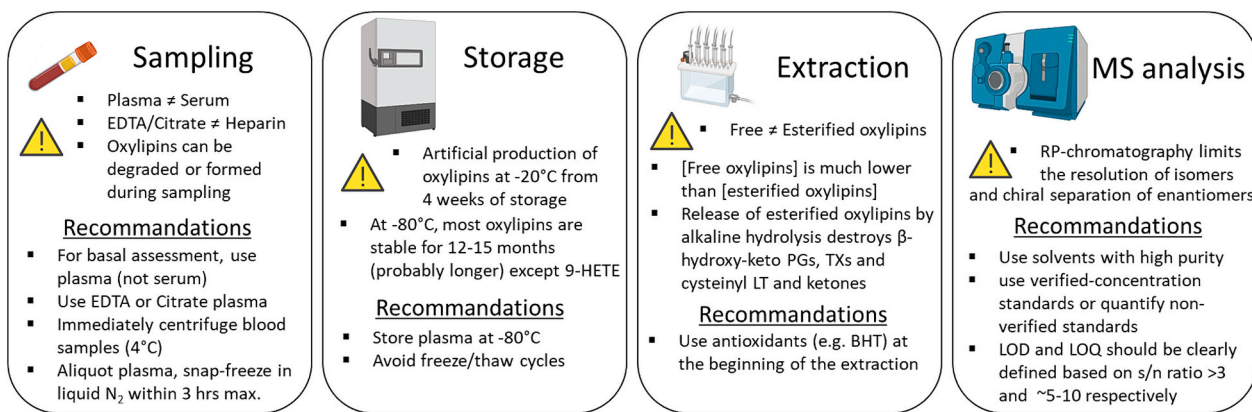 Sampling
▪ Plasma ≠ Serum
▪ EDTA/Citrate ≠ Heparin
▪ Oxylipins can be
degraded or formed
during sampling
Recommandations
▪ For basal assessment, use
plasma (not serum)
▪ Use EDTA or Citrate plasma
▪ Immediately centrifuge blood
samples (4°C)
▪ Aliquot plasma, snap-freeze in
liquid N₂ within 3 hrs max.
Storage
▪ Artificial production of
oxylipins at -20°C from
4 weeks of storage
▪ At -80°C, most oxylipins are
stable for 12-15 months
(probably longer) except 9-HETE
Recommandations
▪ Store plasma at -80°C
▪ Avoid freeze/thaw cycles
Extraction
▪ Free ≠ Esterified oxylipins
▪ [Free oxylipins] is much lower
than [esterified oxylipins]
▪ Release of esterified oxylipins by
alkaline hydrolysis destroys β-
hydroxy-keto PGs, TXs and
cysteinyl LT and ketones
Recommandations
▪ Use antioxidants (e.g. BHT) at
the beginning of the extraction
MS analysis
▪ RP-chromatography limits
the resolution of isomers
and chiral separation of enantiomers
Recommandations
▪ Use solvents with high purity
▪ use verified-concentration
standards or quantify non-
verified standards
▪ LOD and LOQ should be clearly
defined based on s/n ratio >3
and ~5-10 respectively